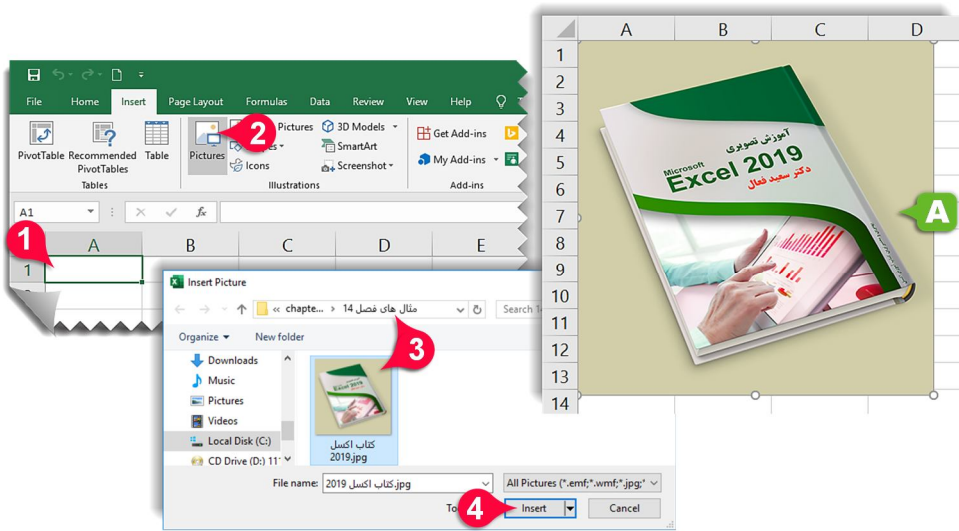 File Home Insert Page Layout Formulas Data Review View Help
Pictures 3D Models
SmartArt
Icons Screenshot
PivotTable Recommended PivotTables Table Pictures
Get Add-ins
My Add-ins
Tables Illustrations Add-ins
2
A1 fx
1
A B C D E
1
Insert Picture
« chapte... › مثال های فصل 14
Search
3
Organize New folder
Downloads
Music
Pictures
Videos
Local Disk (C:)
CD Drive (D:)
کتاب اکسل
2019.jpg
File name: کتاب اکسل 2019.jpg
All Pictures (*.emf;*.wmf;*.jpg;*
4
Insert Cancel
A B C D
1
2
3
4
5
6
7
8
9
10
11
12
13
14
آموزش تصویری
Microsoft
Excel 2019
دکتر سعید فعال
A